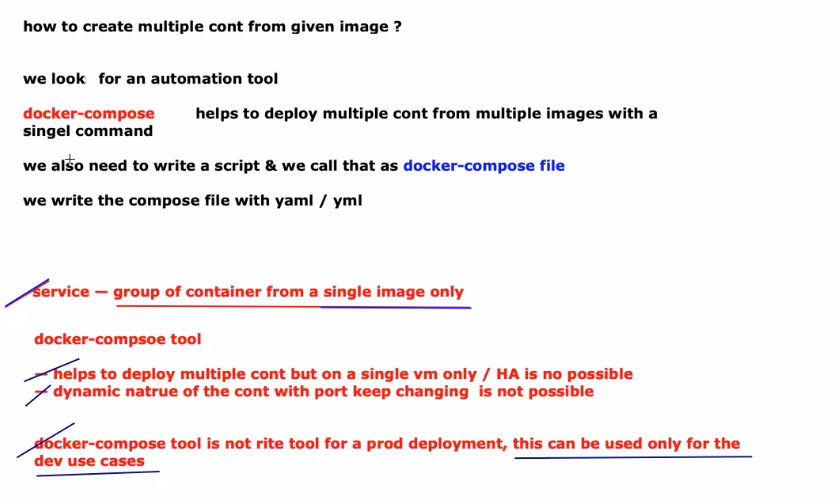 how to create multiple cont from given image ?
we look for an automation tool
docker-compose helps to deploy multiple cont from multiple images with a
singel command
we also need to write a script & we call that as docker-compose file
we write the compose file with yaml / yml
service — group of container from a single image only
docker-compsoe tool
— helps to deploy multiple cont but on a single vm only / HA is no possible
— dynamic natrue of the cont with port keep changing is not possible
docker-compose tool is not rite tool for a prod deployment, this can be used only for the
dev use cases